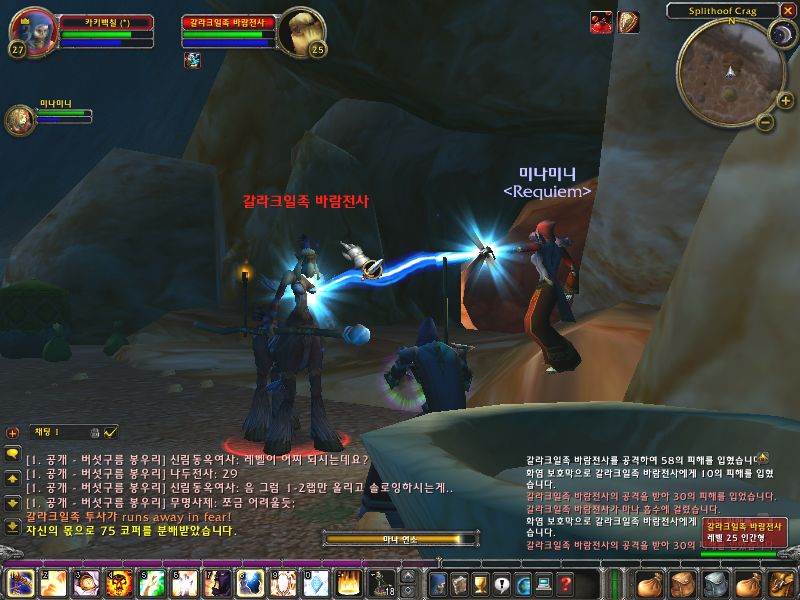 카키백칠 (*)
27
갈라크일족 바람전사
25
Splithoof Crag
N
미나미니
미나미니
<Requiem>
갈라크일족 바람전사
채팅 1
[1. 공개 - 버섯구름 봉우리] 신림동옥여사: 레벨이 어찌 되시는데요?
[1. 공개 - 버섯구름 봉우리] 나두전사: 29
[1. 공개 - 버섯구름 봉우리] 신림동옥여사: 음 그럼 1-2랩만 올리고 솔로잉하시는게..
[1. 공개 - 버섯구름 봉우리] 무명사제: 쪼금 어려울듯;
갈라크일족 투사가 runs away in fear!
자신의 몫으로 75 코퍼를 분배받았습니다.
갈라크일족 바람전사를 공격하여 58의 피해를 입혔습니다.
화염 보호막으로 갈라크일족 바람전사에게 10의 피해를 입혔
습니다.
갈라크일족 바람전사의 공격을 받아 30의 피해를 입었습니다.
갈라크일족 바람전사가 마나 흡수에 걸렸습니다.
화염 보호막으로 갈라크일족 바람전사에게
습니다.
갈라크일족 바람전사의 공격을 받아 30의
갈라크일족 바람전사
레벨 25 인간형
마나 연소
2 3 4 5 6 7 8 9 0
18